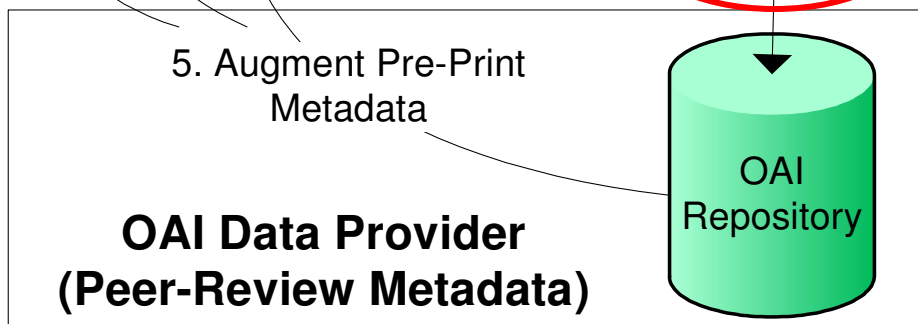 5. Augment Pre-Print
Metadata
OAI
Repository
OAI Data Provider
(Peer-Review Metadata)